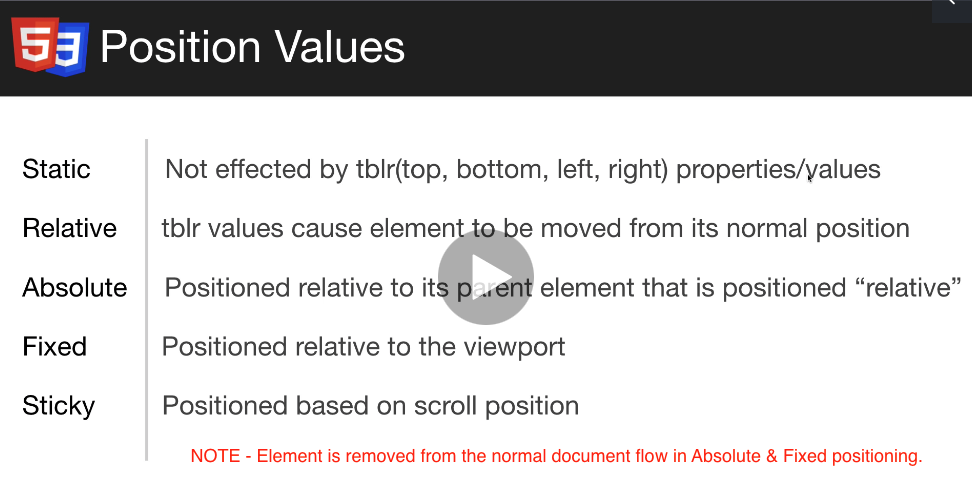 53 Position Values
Static Not effected by tblr(top, bottom, left, right) properties/values
Relative tblr values cause element to be moved from its normal position
Absolute Positioned relative to its parent element that is positioned “relative”
Fixed Positioned relative to the viewport
Sticky Positioned based on scroll position
NOTE - Element is removed from the normal document flow in Absolute & Fixed positioning.